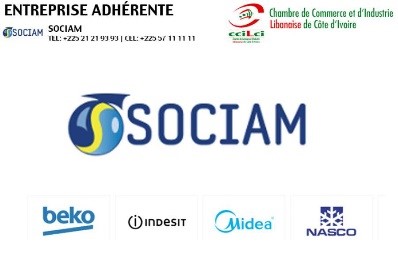 ENTREPRISE ADHÉRENTE
SOCIAM SOCIAM
TEL: +225 21 21 93 93 | CEL: +225 57 11 11 11
CCILCI
Chambre de Commerce et d'Industrie
Libanaise de Côte d'Ivoire
SOCIAM
beko
indesit
Midea
NASCO